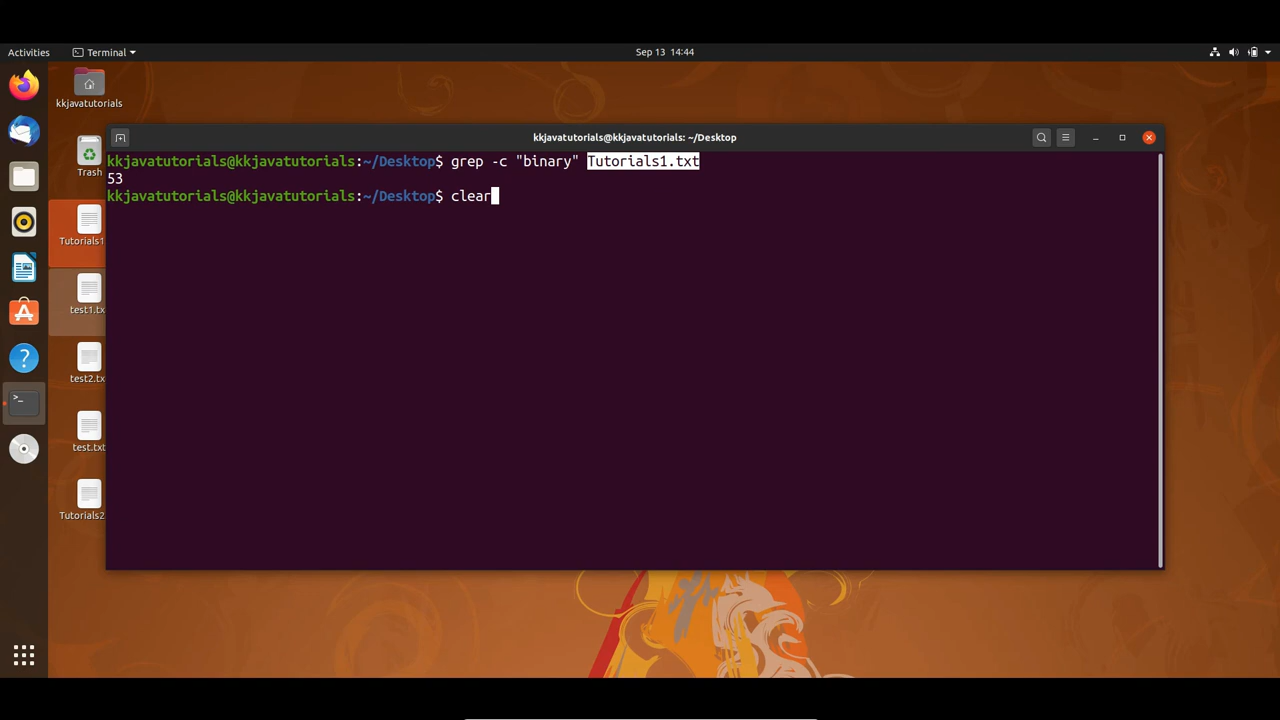 Activities
Terminal
Sep 13 14:44
kkjavatutorials
Trash
Tutorials1
test1.tx
test2.tx
test.txt
Tutorials2
kkjavatutorials@kkjavatutorials: ~/Desktop
kkjavatutorials@kkjavatutorials:~/Desktop$ grep -c "binary" Tutorials1.txt
53
kkjavatutorials@kkjavatutorials:~/Desktop$ clear